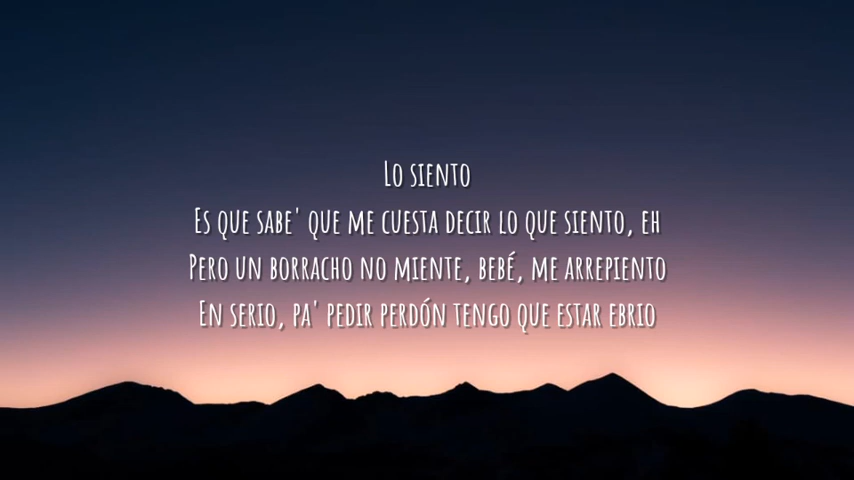 Lo siento
Es que sabe' que me cuesta decir lo que siento, eh
Pero un borracho no miente, bebé, me arrepiento
En serio, pa' pedir perdón tengo que estar ebrio